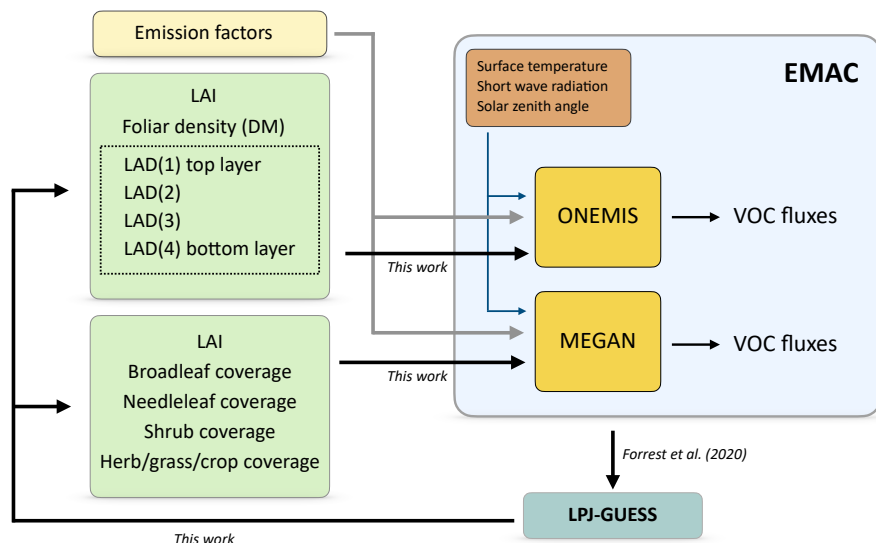 Emission factors
LAI
Foliar density (DM)
LAD(1) top layer
LAD(2)
LAD(3)
LAD(4) bottom layer
This work
LAI
Broadleaf coverage
Needleleaf coverage
Shrub coverage
Herb/grass/crop coverage
This work
Surface temperature
Short wave radiation
Solar zenith angle
EMAC
ONEMIS
VOC fluxes
MEGAN
VOC fluxes
Forrest et al. (2020)
LPJ-GUESS
This work